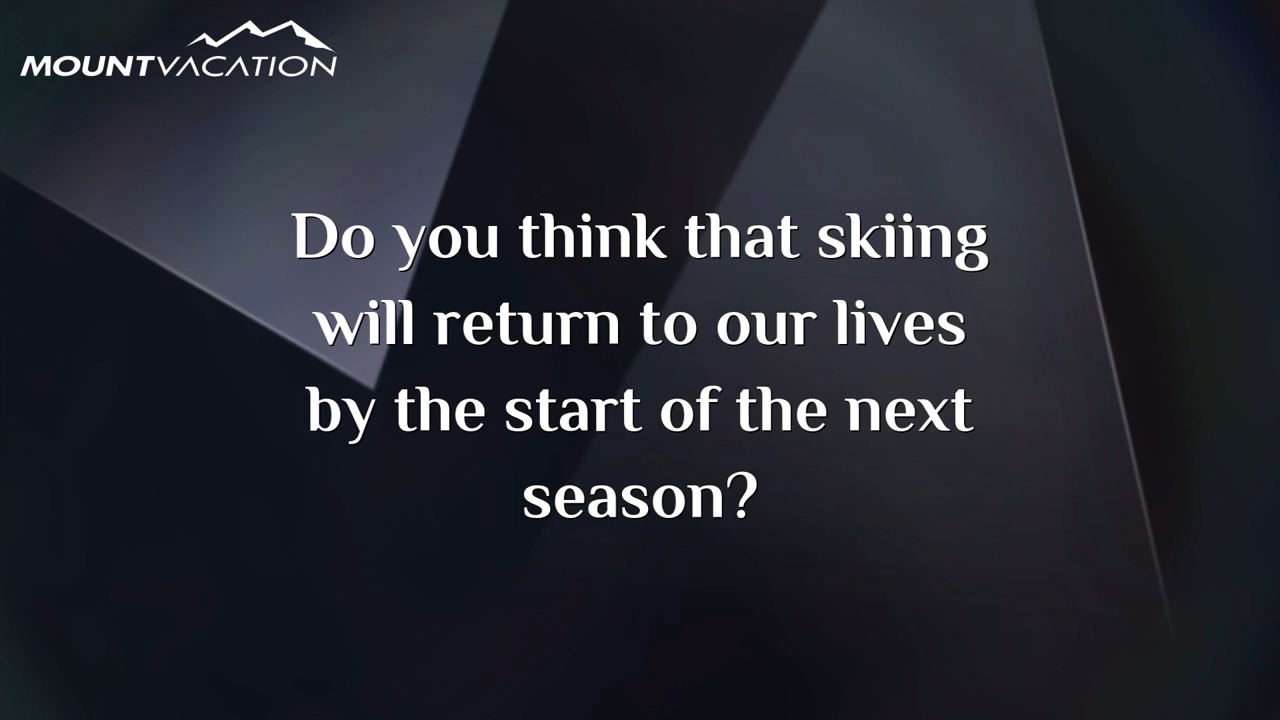 MOUNTVACATION
Do you think that skiing
will return to our lives
by the start of the next
season?